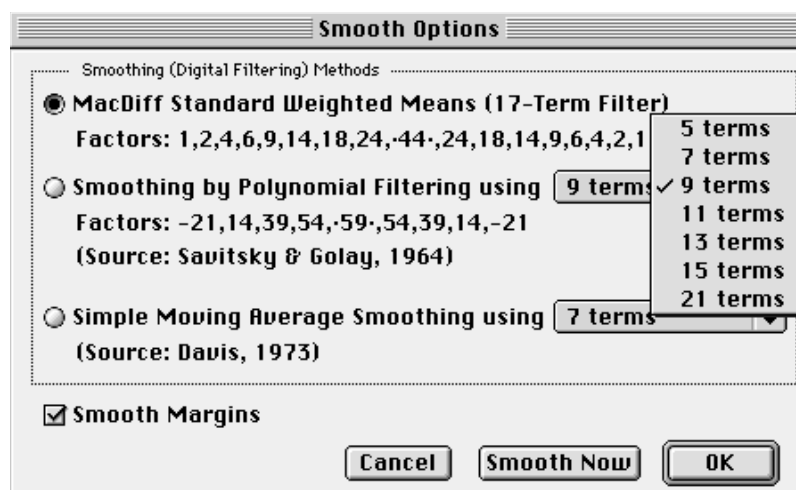 Smooth Options
Smoothing (Digital Filtering) Methods
MacDiff Standard Weighted Means (17-Term Filter)
Factors: 1,2,4,6,9,14,18,24,·44·,24,18,14,9,6,4,2,1
Smoothing by Polynomial Filtering using 9 terms
Factors: -21,14,39,54,·59·,54,39,14,-21
(Source: Savitsky & Golay, 1964)
Simple Moving Average Smoothing using 7 terms
(Source: Davis, 1973)
5 terms
7 terms
✓ 9 terms
11 terms
13 terms
15 terms
21 terms
Smooth Margins
Cancel
Smooth Now
OK